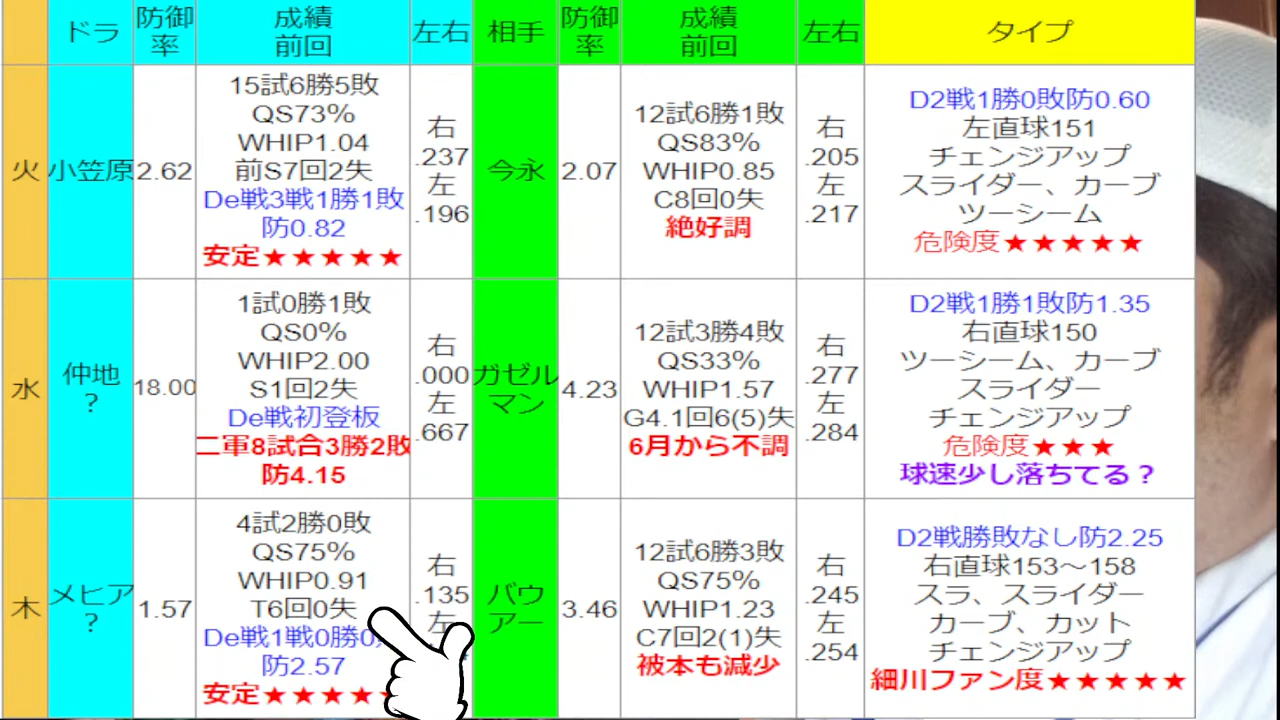 ドラ
防御
率
成績
前回
左右
相手
防御
率
成績
前回
左右
タイプ
火
小笠原
2.62
15試6勝5敗
QS73%
WHIP1.04
前S7回2失
De戦3戦1勝1敗
防0.82
安定★★★★★
右
.237
左
.196
今永
2.07
12試6勝1敗
QS83%
WHIP0.85
C8回0失
絶好調
右
.205
左
.217
D2戦1勝0敗防0.60
左直球151
チェンジアップ
スライダー、カーブ
ツーシーム
危険度★★★★★
水
仲地
?
18.00
1試0勝1敗
QS0%
WHIP2.00
S1回2失
De戦初登板
二軍8試合3勝2敗
防4.15
右
.000
左
.667
ガゼル
マン
4.23
12試3勝4敗
QS33%
WHIP1.57
G4.1回6(5)失
6月から不調
右
.277
左
.284
D2戦1勝1敗防1.35
右直球150
ツーシーム、カーブ
スライダー
チェンジアップ
危険度★★★
球速少し落ちてる？
木
メヒア
?
1.57
4試2勝0敗
QS75%
WHIP0.91
T6回0失
De戦1戦0勝0
防2.57
安定★★★★
右
.135
左
バウ
アー
3.46
12試6勝3敗
QS75%
WHIP1.23
C7回2(1)失
被本も減少
右
.245
左
.254
D2戦勝敗なし防2.25
右直球153〜158
スラ、スライダー
カーブ、カット
チェンジアップ
細川ファン度★★★★★